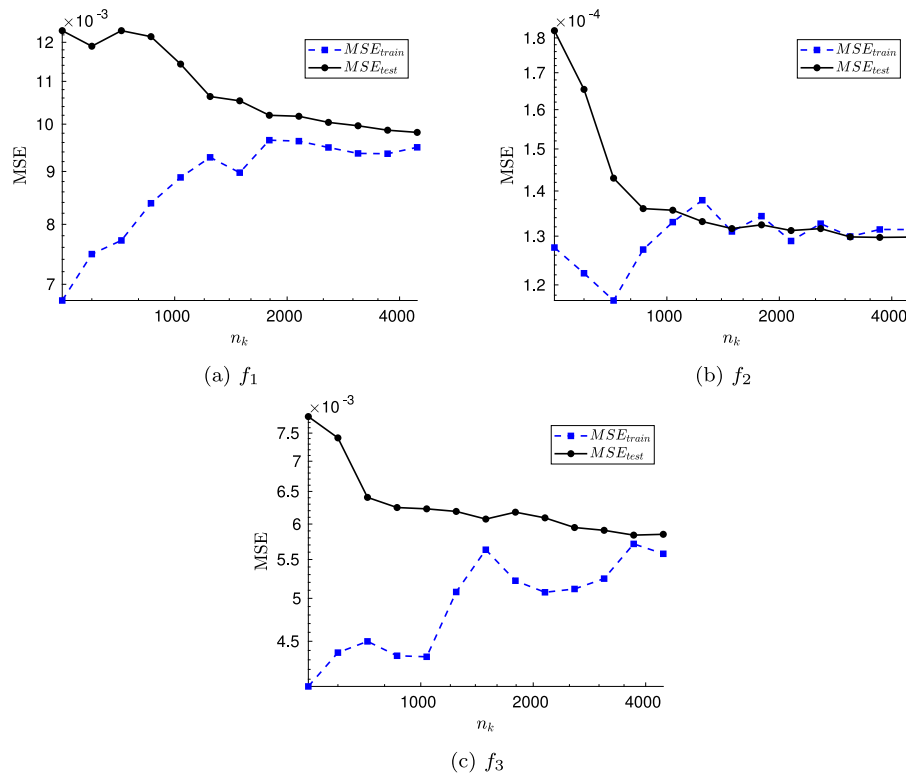 ×10⁻³
12
11
10
9
8
7
MSE
1000 2000 4000
n_k
MSE_train
MSE_test
(a) f_1
×10⁻⁴
1.8
1.7
1.6
1.5
1.4
1.3
1.2
MSE
1000 2000 4000
n_k
MSE_train
MSE_test
(b) f_2
×10⁻³
7.5
7
6.5
6
5.5
5
4.5
MSE
1000 2000 4000
n_k
MSE_train
MSE_test
(c) f_3